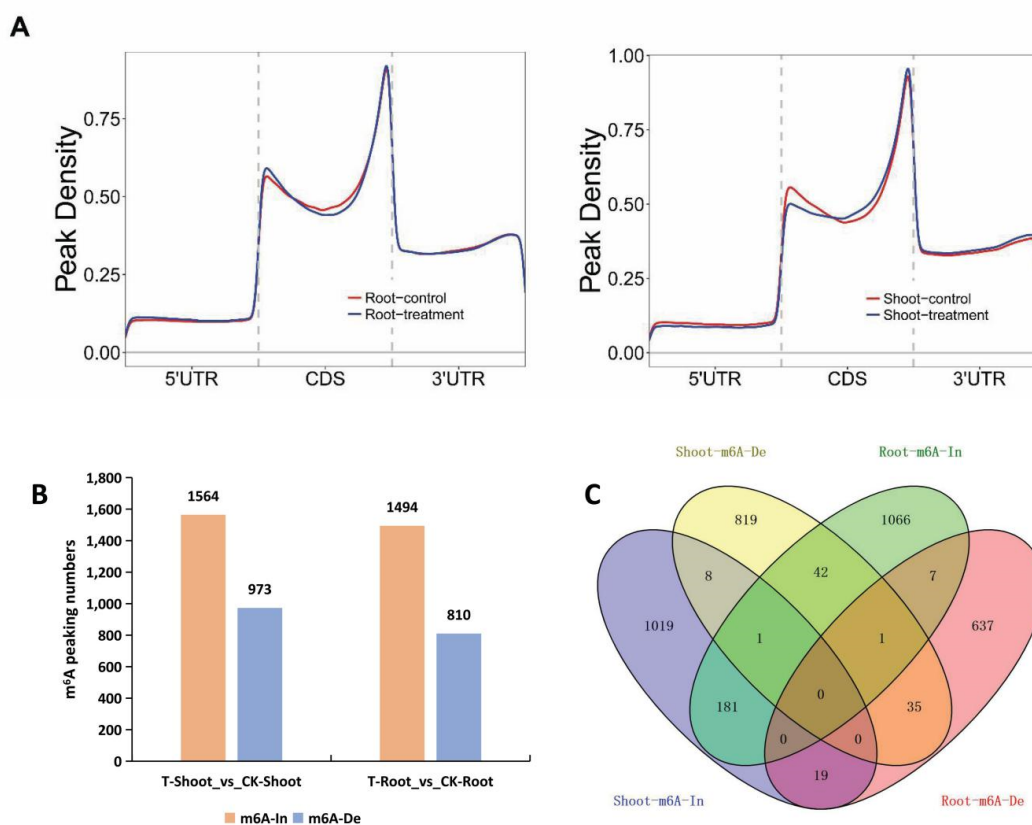 A
Peak Density
0.75
0.50
0.25
0.00
Root-control
Root-treatment
5'UTR
CDS
3'UTR
Peak Density
1.00
0.75
0.50
0.25
0.00
Shoot-control
Shoot-treatment
5'UTR
CDS
3'UTR
B
m⁶A peaking numbers
1,800
1,600
1,400
1,200
1,000
800
600
400
200
0
1564
973
1494
810
T-Shoot_vs_CK-Shoot
T-Root_vs_CK-Root
m6A-In
m6A-De
C
Shoot-m6A-De
Root-m6A-In
819
1066
8
42
7
1019
1
1
637
0
181
35
0
0
19
Shoot-m6A-In
Root-m6A-De